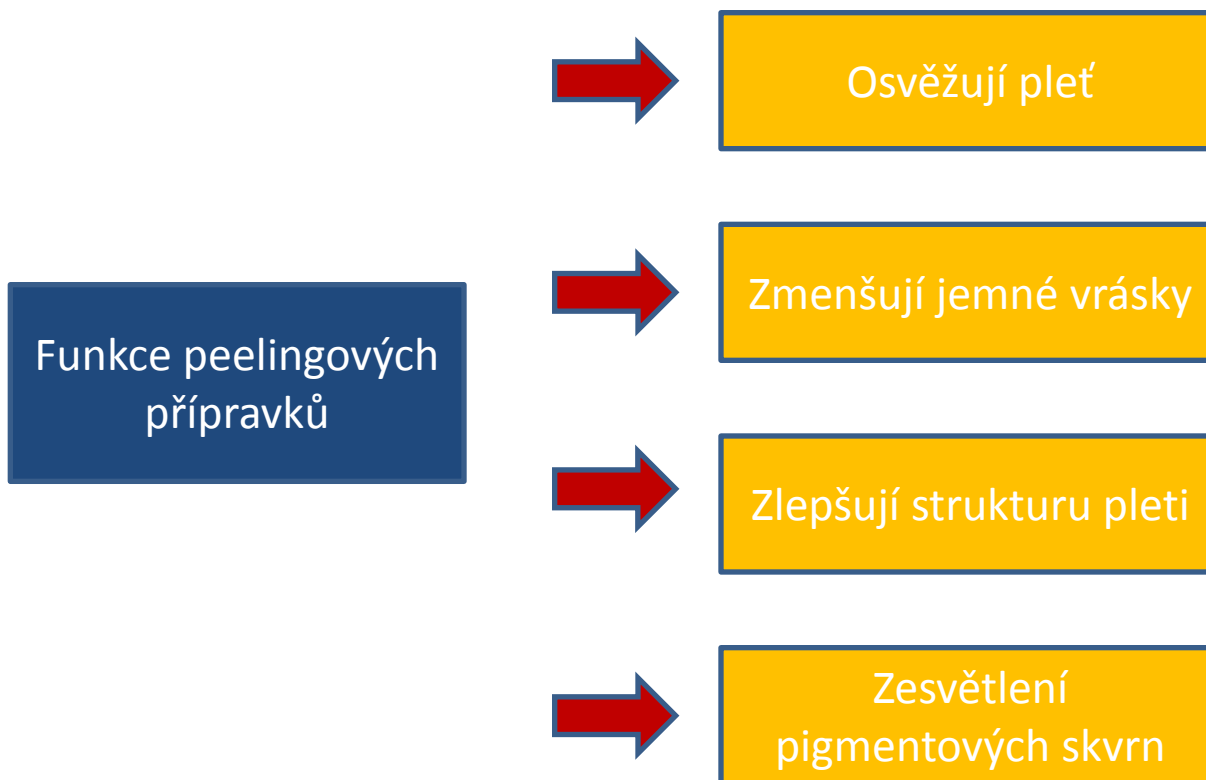 Osvěžují pleť
Zmenšují jemné vrásky
Funkce peelingových
přípravků
Zlepšují strukturu pleti
Zesvětlení
pigmentových skvrn